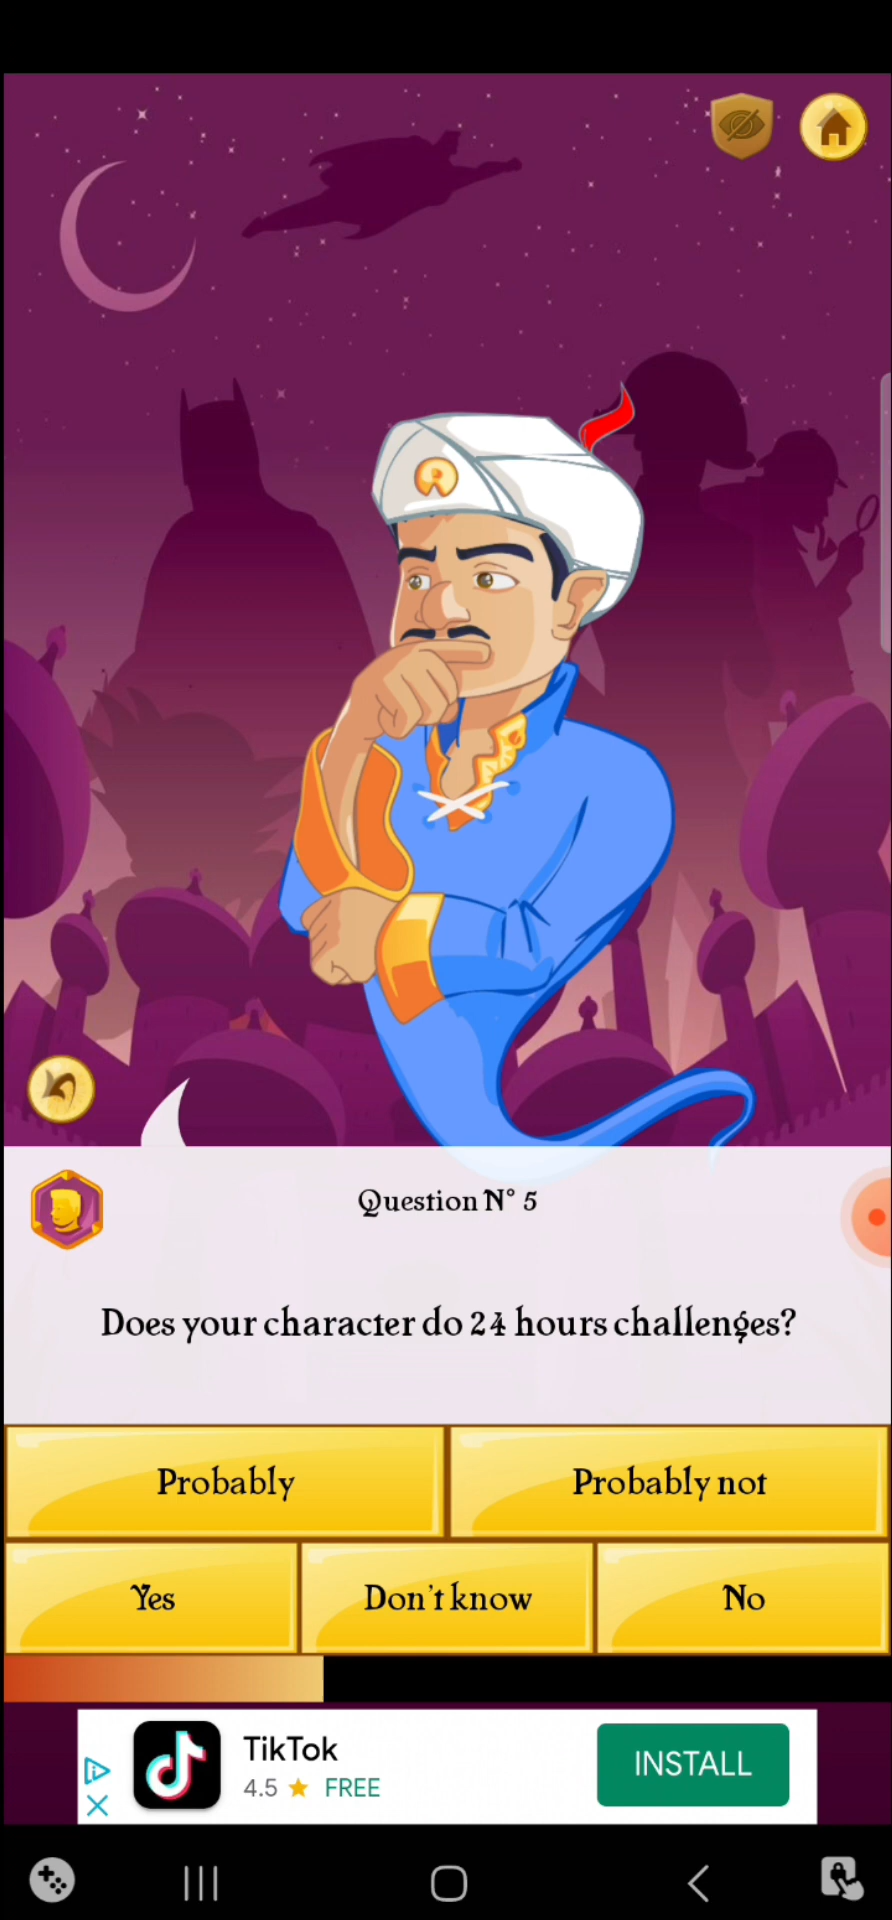 Question N° 5
Does your character do 24 hours challenges?
Probably
Probably not
Yes
Don't know
No
TikTok
4.5 ★ FREE
INSTALL